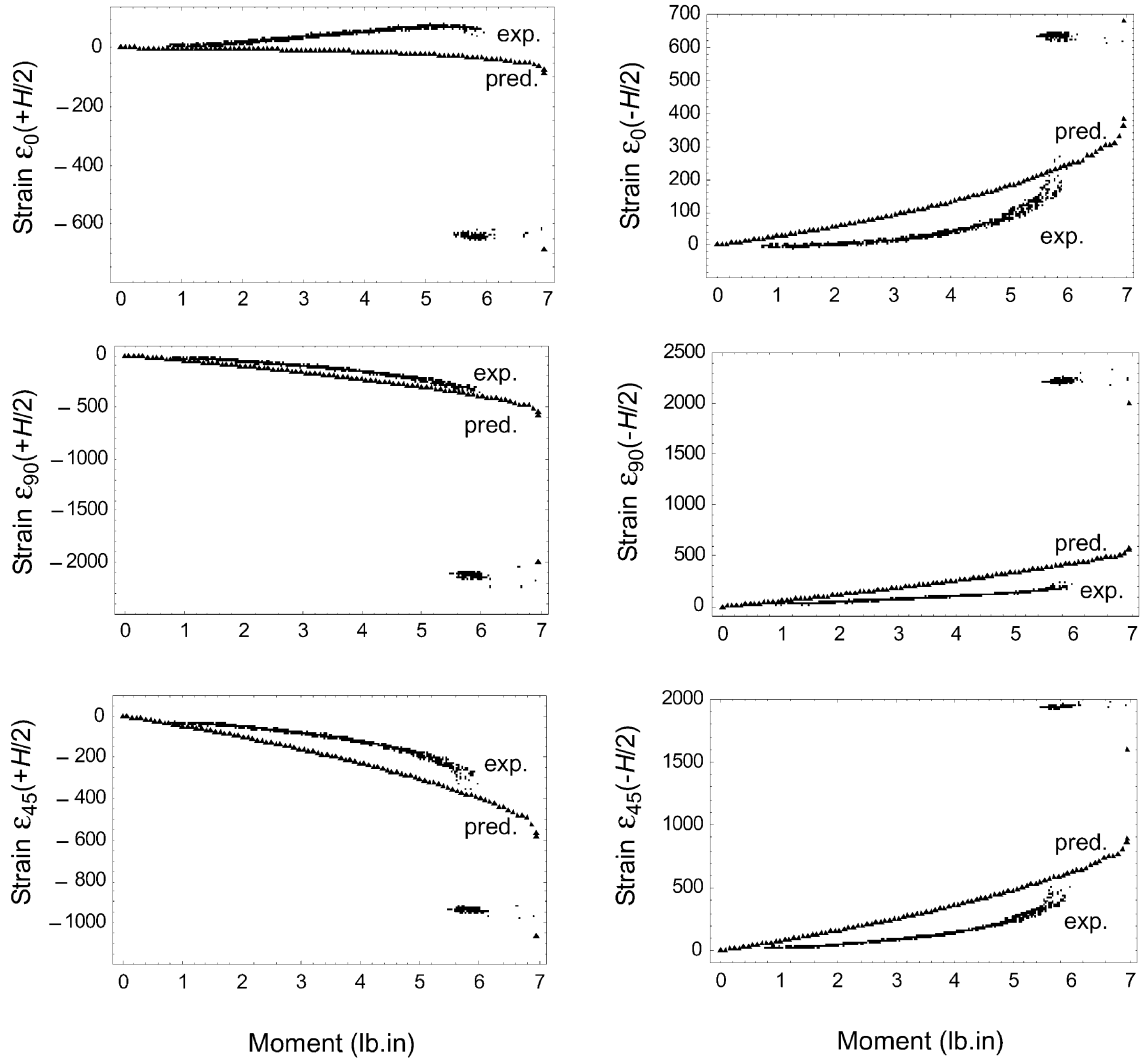 Strain ε0(+H/2)
0
– 200
– 400
– 600
exp.
pred.
0 1 2 3 4 5 6 7
Strain ε0(-H/2)
700
600
500
400
300
200
100
0
pred.
exp.
0 1 2 3 4 5 6 7
Strain ε90(+H/2)
0
– 500
– 1000
– 1500
– 2000
exp.
pred.
0 1 2 3 4 5 6 7
Strain ε90(-H/2)
2500
2000
1500
1000
500
0
pred.
exp.
0 1 2 3 4 5 6 7
Strain ε45(+H/2)
0
– 200
– 400
– 600
– 800
– 1000
exp.
pred.
0 1 2 3 4 5 6 7
Moment (lb.in)
Strain ε45(-H/2)
2000
1500
1000
500
0
pred.
exp.
0 1 2 3 4 5 6 7
Moment (lb.in)